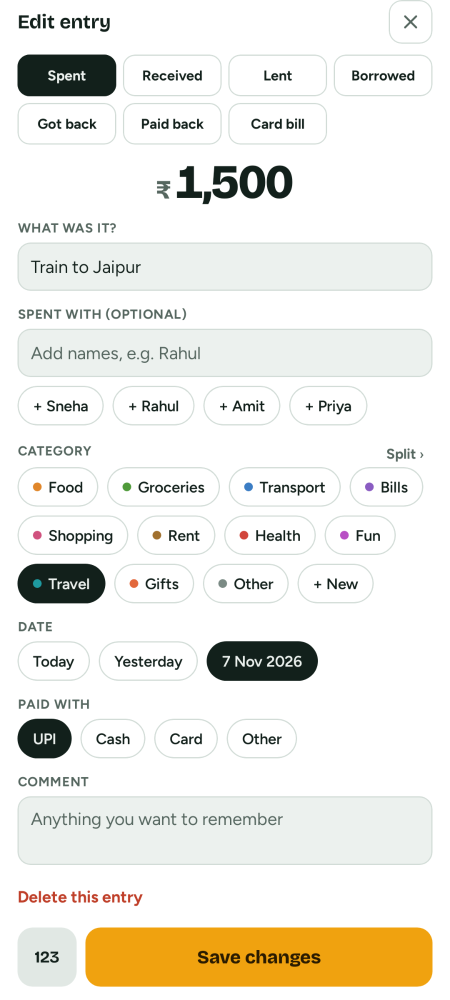 Edit entry
Spent Received Lent Borrowed
Got back Paid back Card bill
₹1,500
WHAT WAS IT?
Train to Jaipur
SPENT WITH (OPTIONAL)
Add names, e.g. Rahul
+ Sneha + Rahul + Amit + Priya
CATEGORY Split ›
Food Groceries Transport Bills
Shopping Rent Health Fun
Travel Gifts Other + New
DATE
Today Yesterday 7 Nov 2026
PAID WITH
UPI Cash Card Other
COMMENT
Anything you want to remember
Delete this entry
123 Save changes